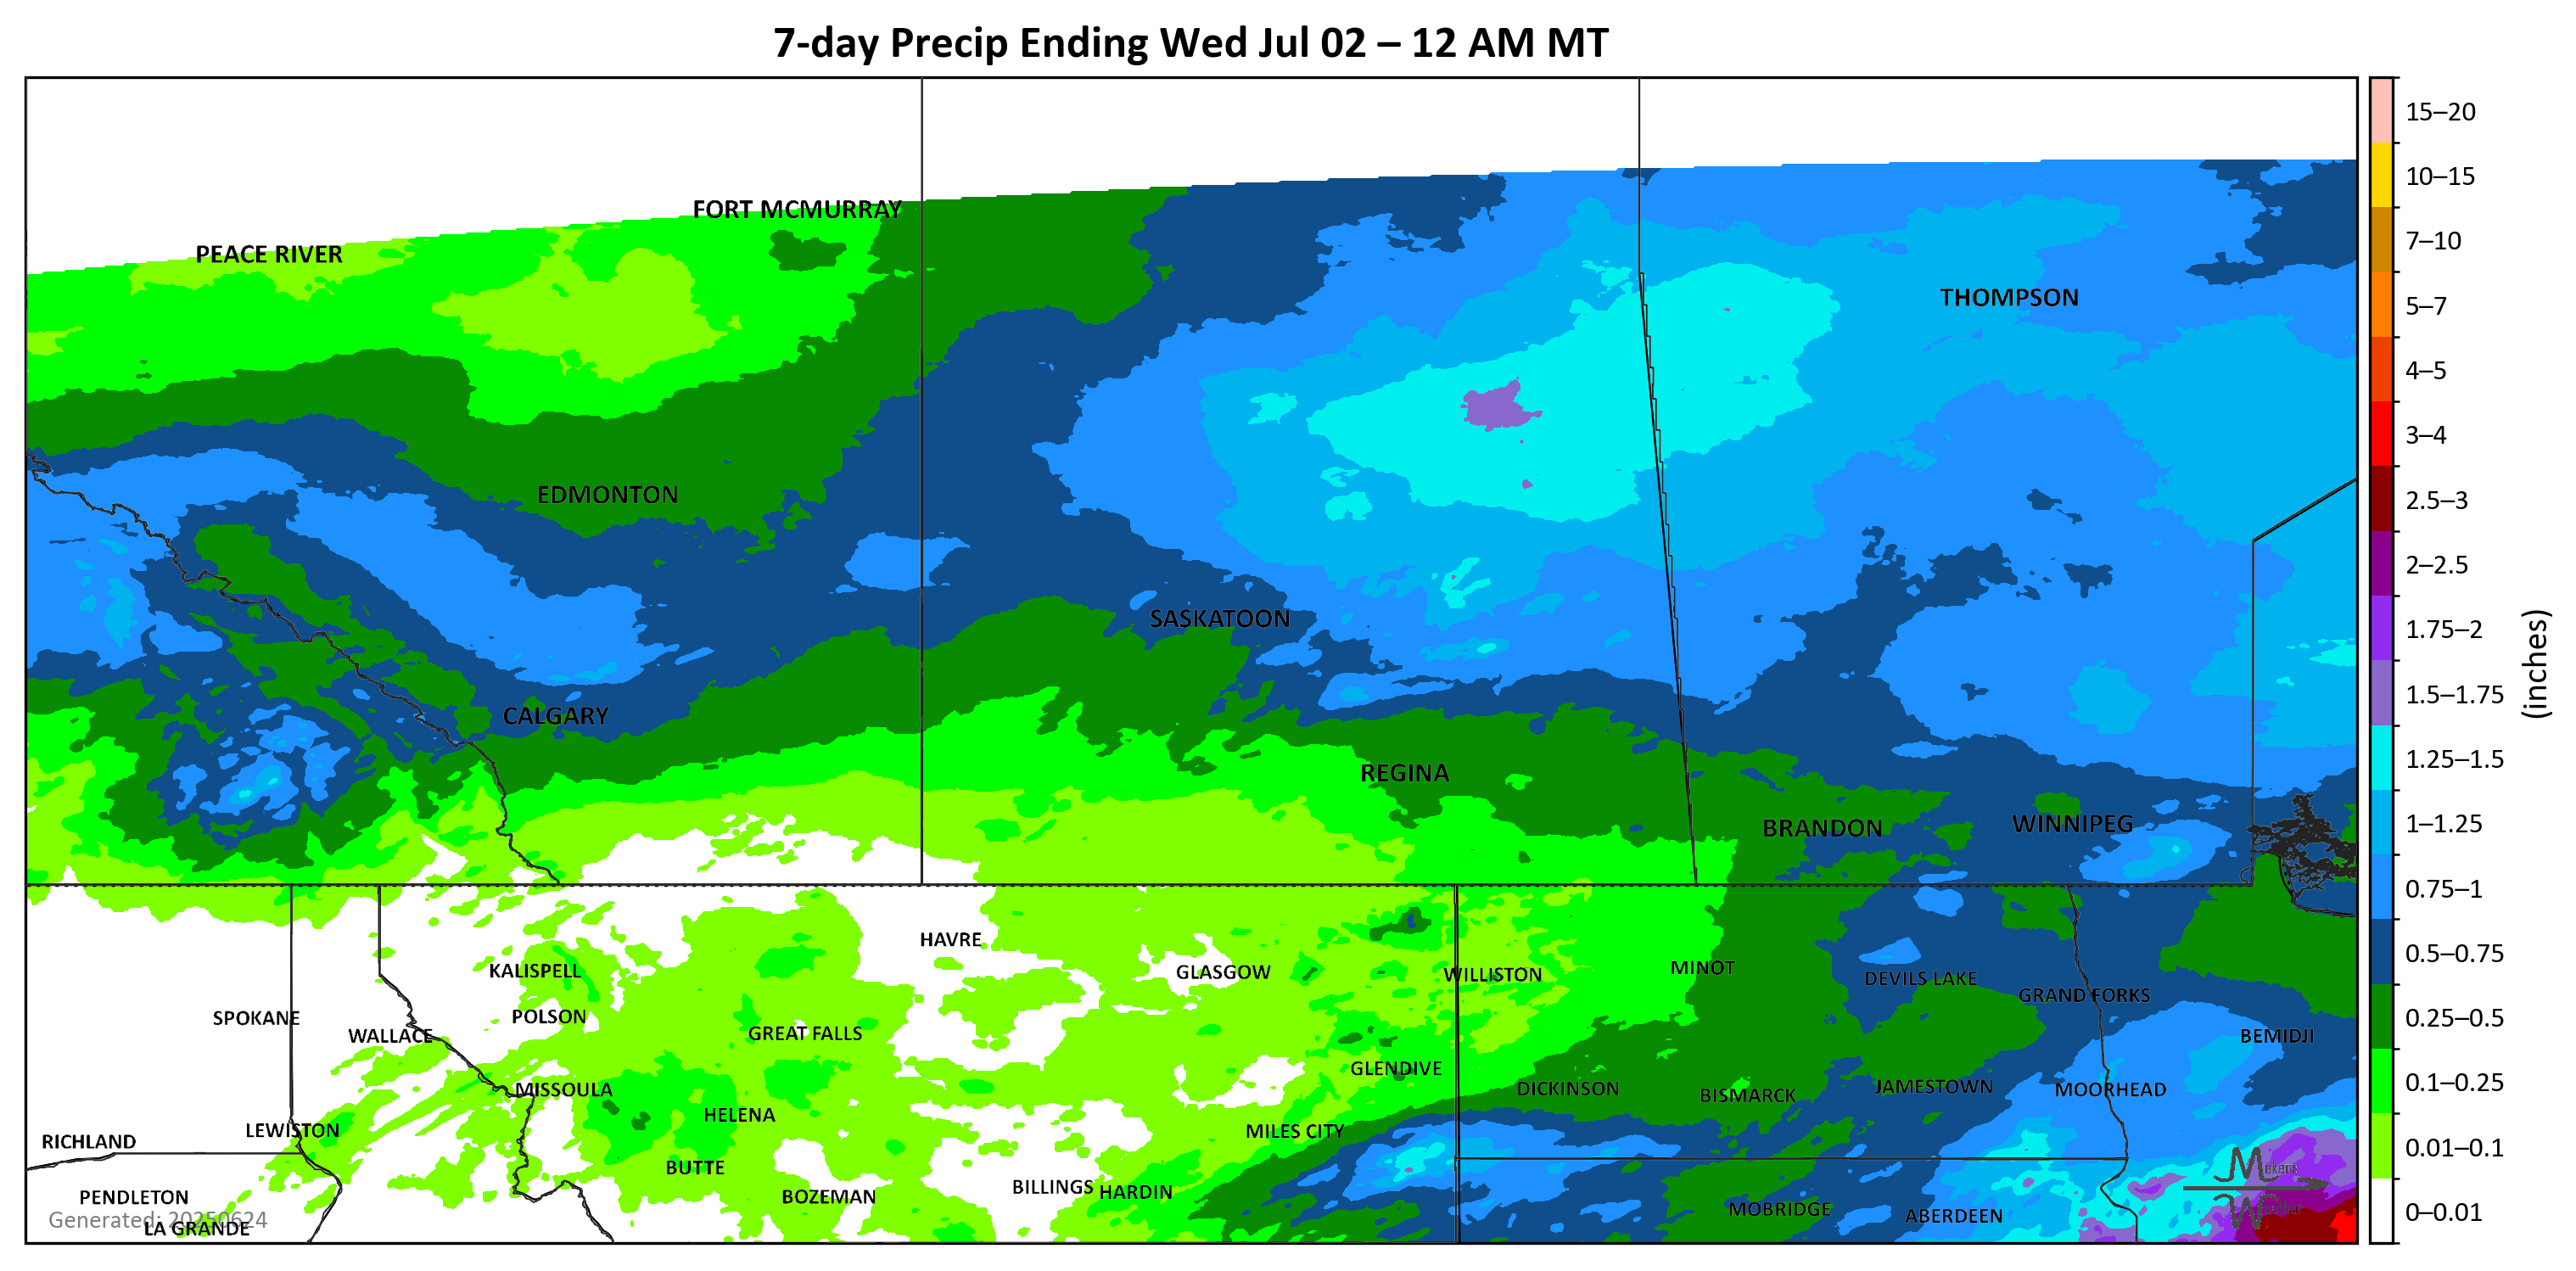 7-day Precip Ending Wed Jul 02 – 12 AM MT
FORT MCMURRAY
PEACE RIVER
THOMPSON
EDMONTON
SASKATOON
CALGARY
REGINA
BRANDON
WINNIPEG
HAVRE
KALISPELL
GLASGOW
WILLISTON
MINOT
DEVILS LAKE
GRAND FORKS
SPOKANE
POLSON
WALLACE
GREAT FALLS
BEMIDJI
GLENDIVE
MISSOULA
DICKINSON
BISMARCK
JAMESTOWN
MOORHEAD
HELENA
LEWISTON
MILES CITY
RICHLAND
BUTTE
PENDLETON
BOZEMAN
BILLINGS
HARDIN
MOBRIDGE
ABERDEEN
Generated: 20250624
LA GRANDE
15–20
10–15
7–10
5–7
4–5
3–4
2.5–3
2–2.5
1.75–2
1.5–1.75
1.25–1.5
1–1.25
0.75–1
0.5–0.75
0.25–0.5
0.1–0.25
0.01–0.1
0–0.01
(inches)